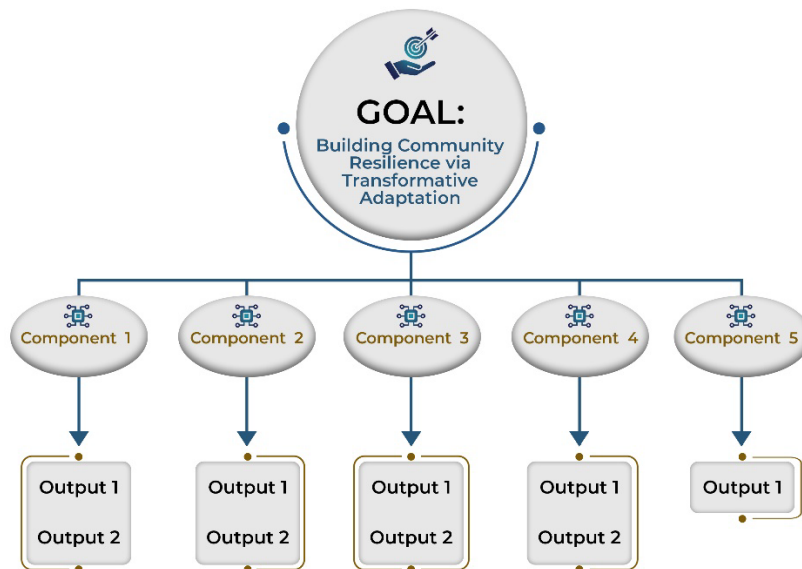 GOAL:
Building Community
Resilience via
Transformative
Adaptation
Component 1
Component 2
Component 3
Component 4
Component 5
Output 1
Output 2
Output 1
Output 2
Output 1
Output 2
Output 1
Output 2
Output 1